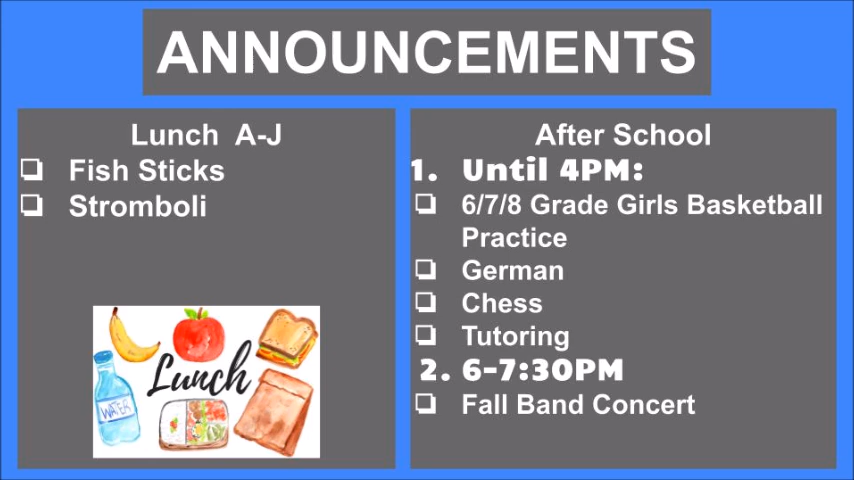 ANNOUNCEMENTS
Lunch A-J
❏ Fish Sticks
❏ Stromboli
Lunch
WATER
After School
1. Until 4PM:
❏ 6/7/8 Grade Girls Basketball
Practice
❏ German
❏ Chess
❏ Tutoring
2. 6-7:30PM
❏ Fall Band Concert